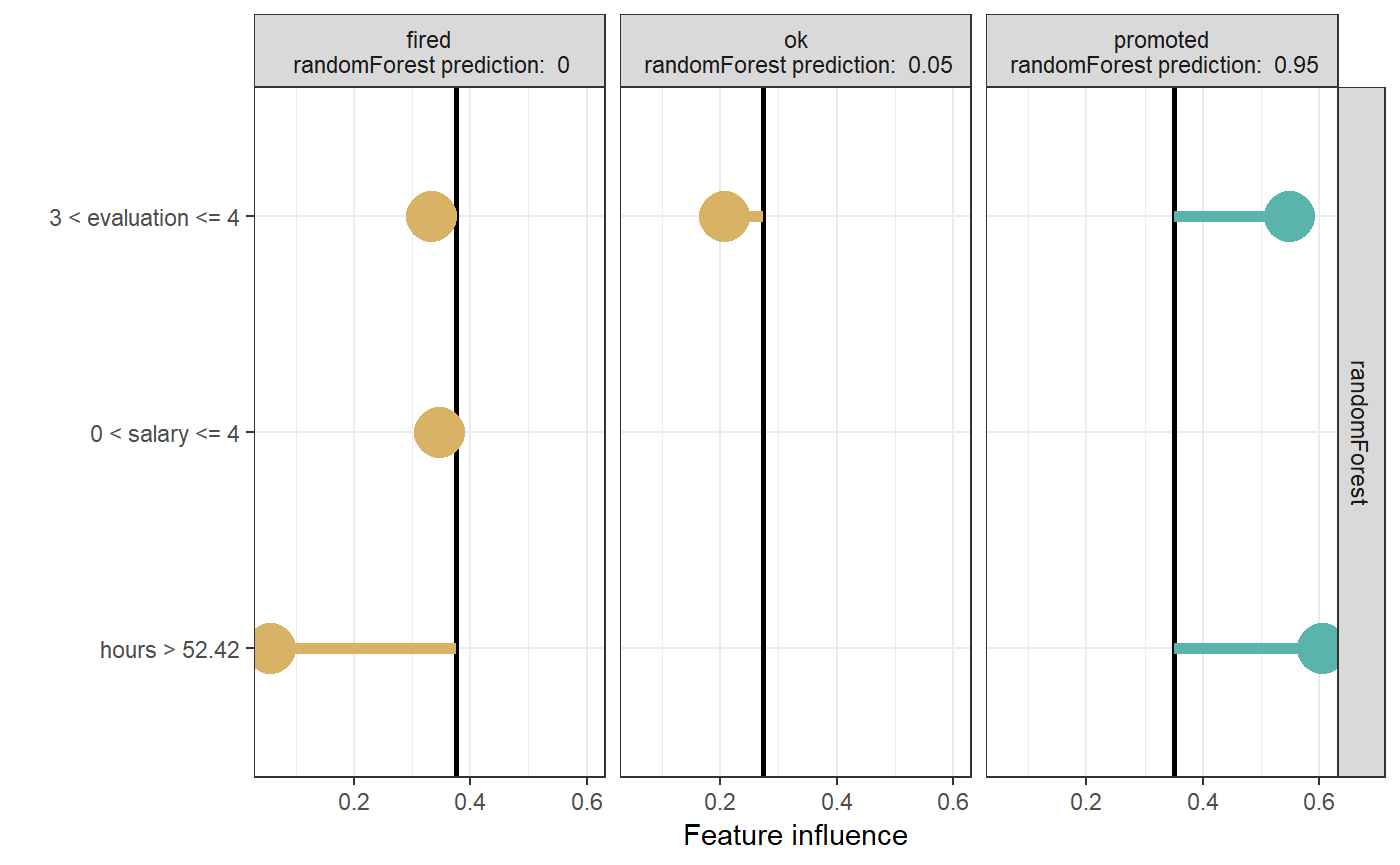 fired
randomForest prediction:  0
ok
randomForest prediction:  0.05
promoted
randomForest prediction:  0.95
3 < evaluation <= 4
0 < salary <= 4
hours > 52.42
randomForest
0.2 0.4 0.6
0.2 0.4 0.6
0.2 0.4 0.6
Feature influence